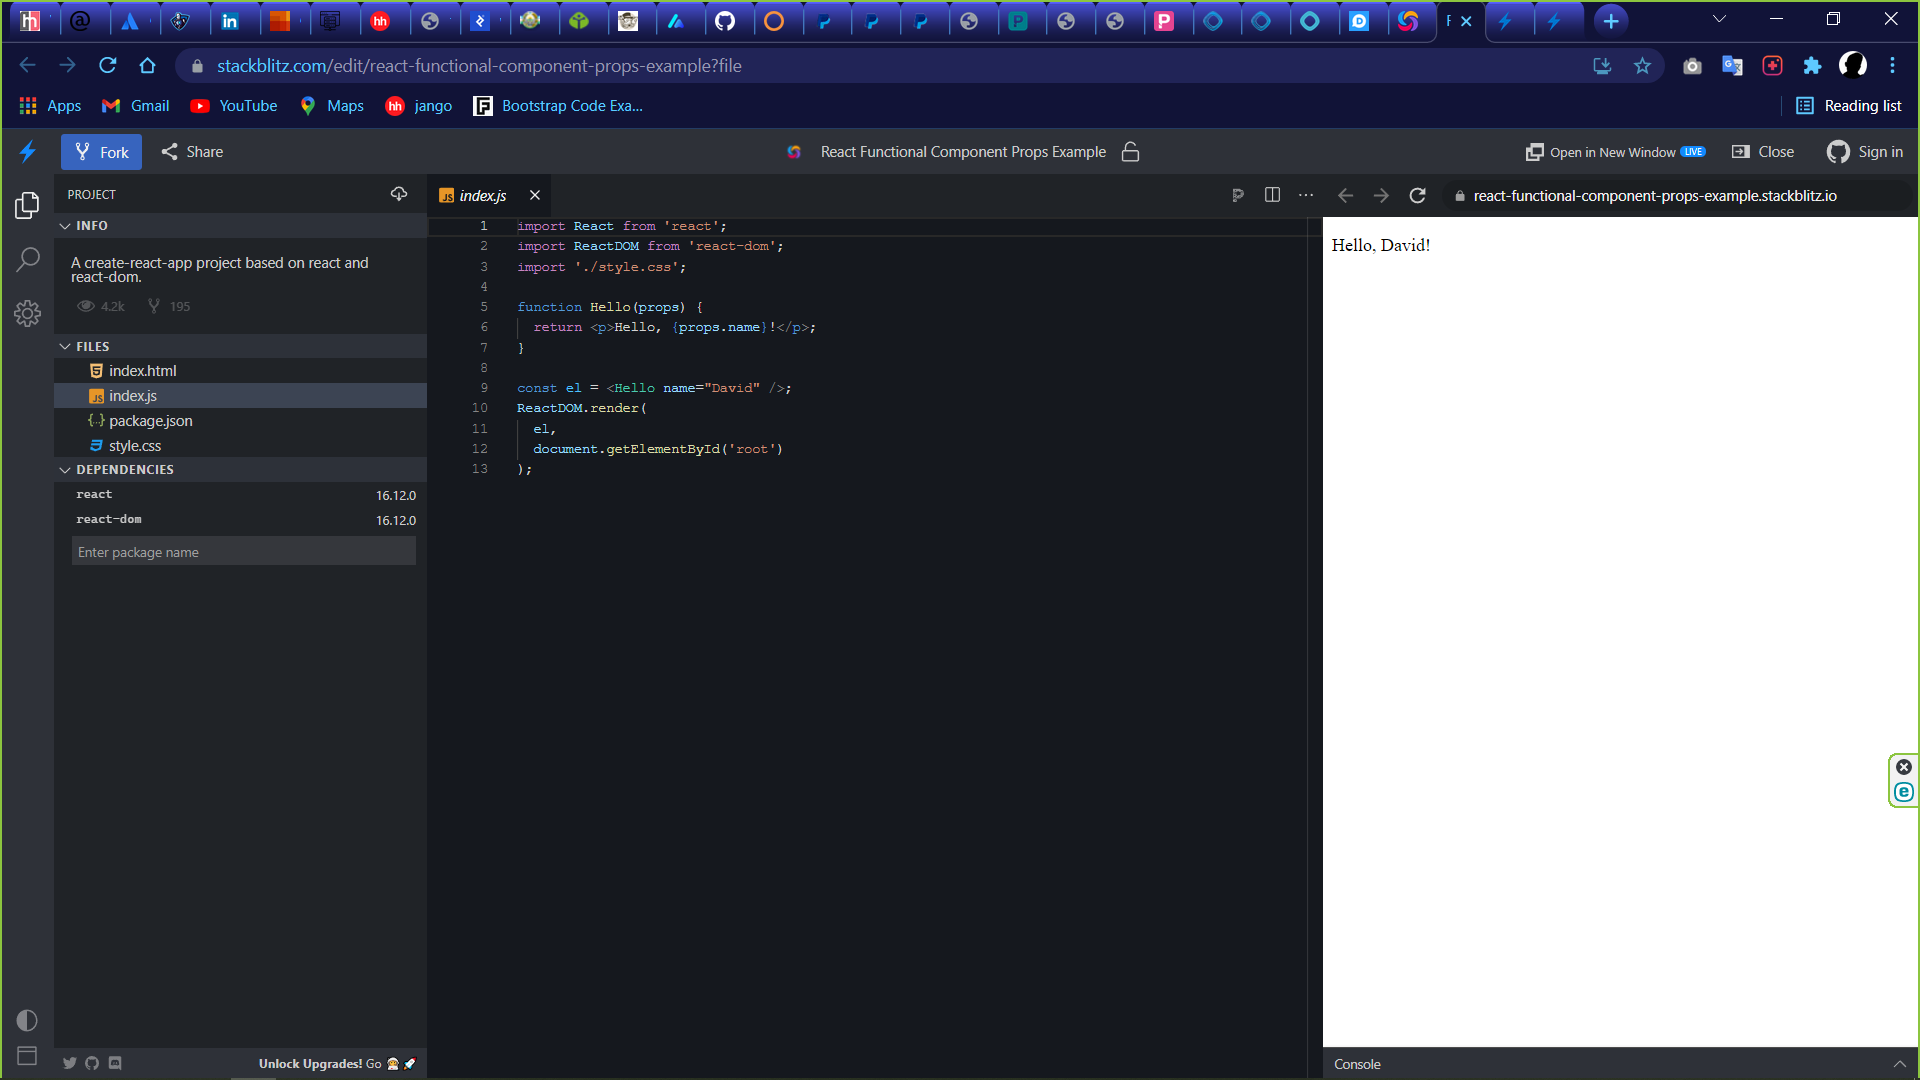 stackblitz.com/edit/react-functional-component-props-example?file
Apps
Gmail
YouTube
Maps
jango
Bootstrap Code Exa...
Reading list
Fork
Share
React Functional Component Props Example
Open in New Window LIVE
Close
Sign in
PROJECT
index.js
react-functional-component-props-example.stackblitz.io
INFO
A create-react-app project based on react and
react-dom.
4.2k
195
FILES
index.html
index.js
package.json
style.css
DEPENDENCIES
react 16.12.0
react-dom 16.12.0
Enter package name
Unlock Upgrades! Go
1 import React from 'react';
2 import ReactDOM from 'react-dom';
3 import './style.css';
4
5 function Hello(props) {
6 return <p>Hello, {props.name}!</p>;
7 }
8
9 const el = <Hello name="David" />;
10 ReactDOM.render(
11 el,
12 document.getElementById('root')
13 );
Hello, David!
Console